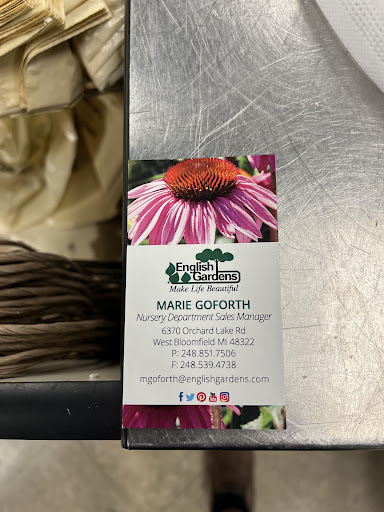 English
Gardens
Make Life Beautiful
MARIE GOFORTH
Nursery Department Sales Manager
6370 Orchard Lake Rd
West Bloomfield MI 48322
P: 248.851.7506
F: 248.539.4738
mgoforth@englishgardens.com